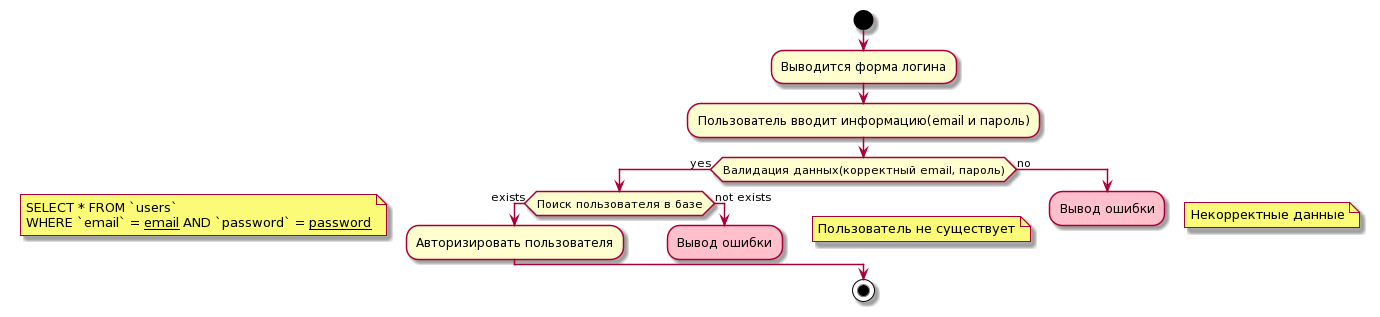 Выводится форма логина
Пользователь вводит информацию(email и пароль)
yes
Валидация данных(корректный email, пароль)
no
exists
Поиск пользователя в базе
not exists
SELECT * FROM `users`
WHERE `email` = email AND `password` = password
Авторизировать пользователя
Вывод ошибки
Пользователь не существует
Вывод ошибки
Некорректные данные